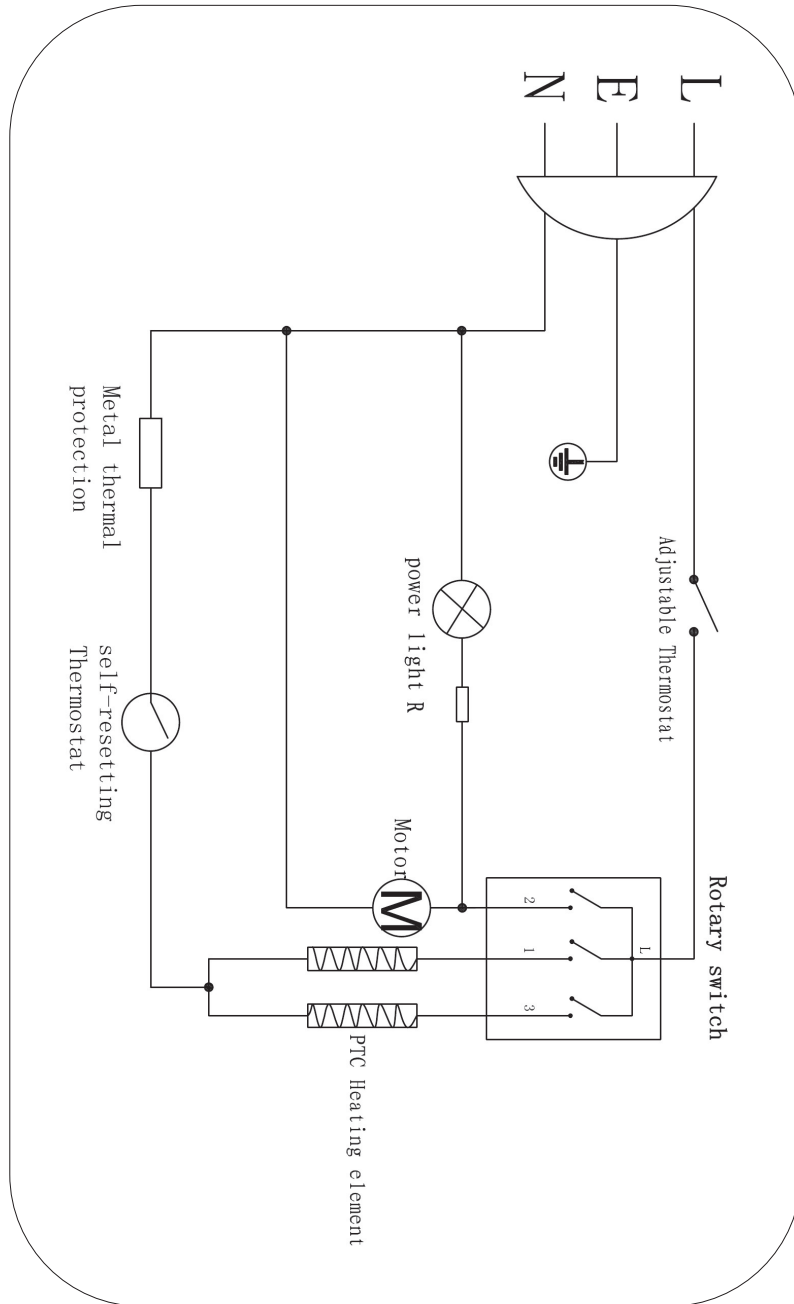 L
E
N
Adjustable Thermostat
Rotary switch
L
2
1
3
power light R
Motor
M
PTC Heating element
Metal thermal
protection
self-resetting
Thermostat